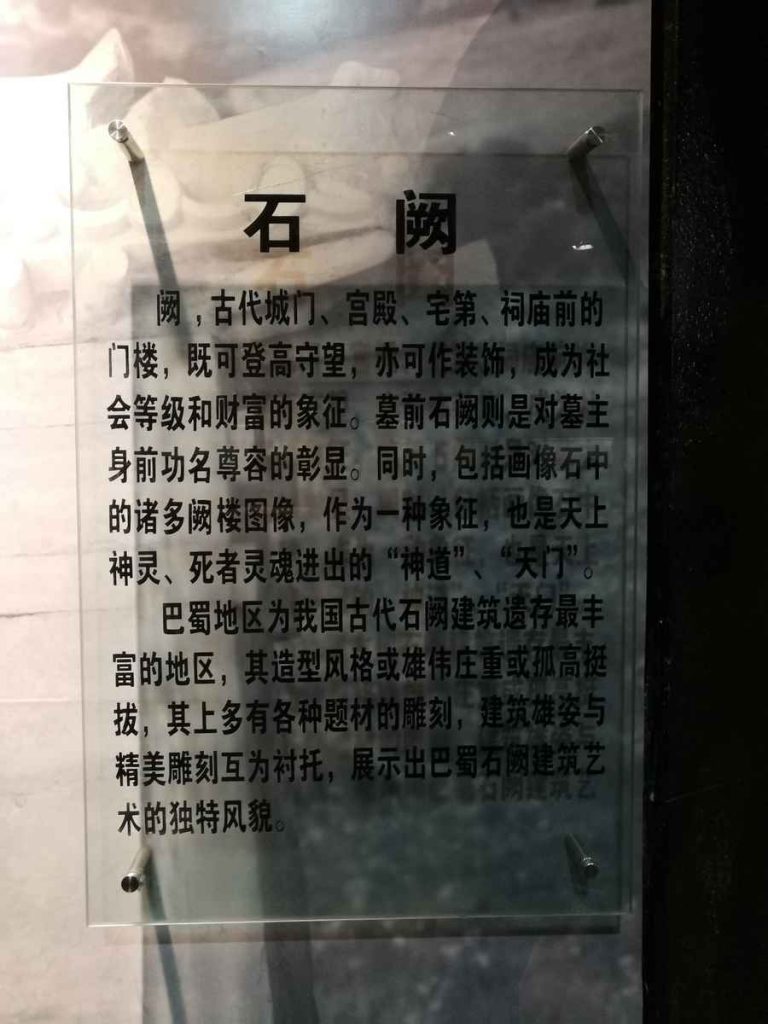 石 阙
阙，古代城门、宫殿、宅第、祠庙前的
门楼，既可登高守望，亦可作装饰，成为社
会等级和财富的象征。墓前石阙则是对墓主
身前功名尊容的彰显。同时，包括画像石中
的诸多阙楼图像，作为一种象征，也是天上
神灵、死者灵魂进出的“神道”、“天门”。
巴蜀地区为我国古代石阙建筑遗存最丰
富的地区，其造型风格或雄伟庄重或孤高挺
拔，其上多有各种题材的雕刻，建筑雄姿与
精美雕刻互为衬托，展示出巴蜀石阙建筑艺
术的独特风貌。